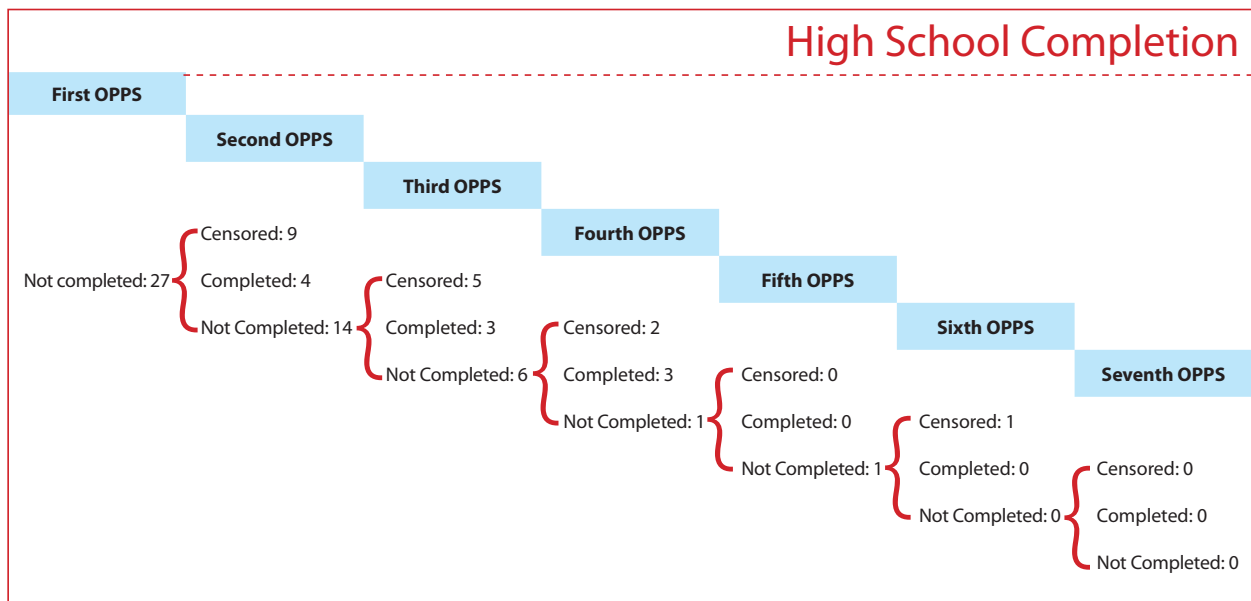 High School Completion
First OPPS
Second OPPS
Third OPPS
Fourth OPPS
Fifth OPPS
Sixth OPPS
Seventh OPPS
Not completed: 27
Censored: 9
Completed: 4
Not Completed: 14
Censored: 5
Completed: 3
Not Completed: 6
Censored: 2
Completed: 3
Not Completed: 1
Censored: 0
Completed: 0
Not Completed: 1
Censored: 1
Completed: 0
Not Completed: 0
Censored: 0
Completed: 0
Not Completed: 0